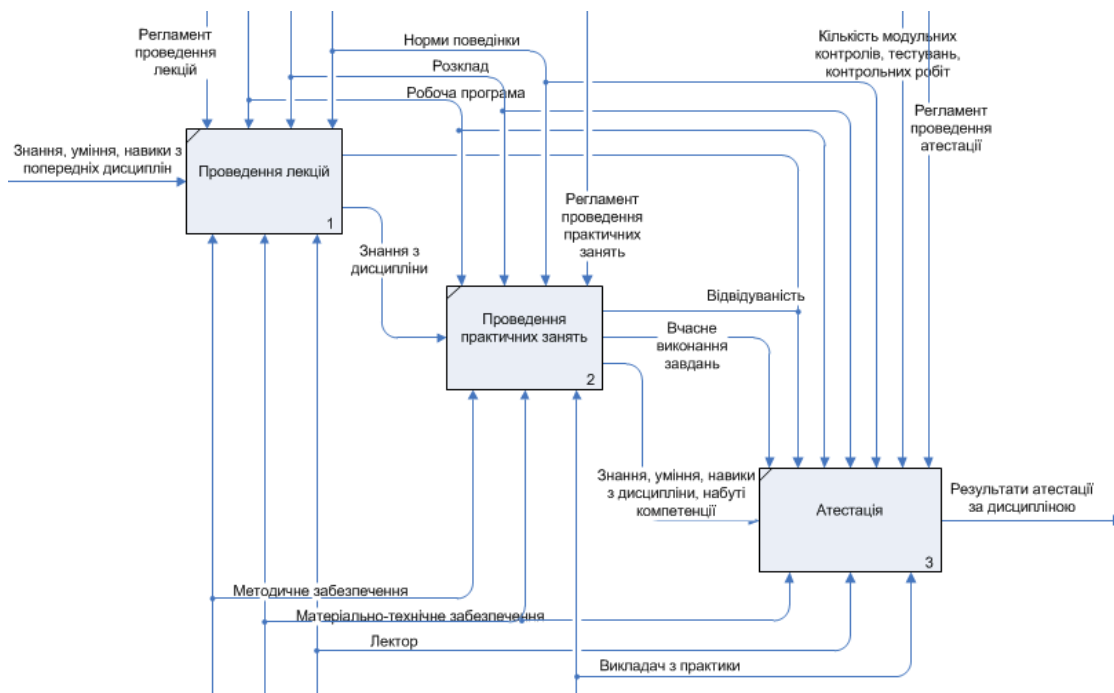 Регламент
проведення
лекцій
Норми поведінки
Розклад
Робоча програма
Кількість модульних
контролів, тестувань,
контрольних робіт
Регламент
проведення
атестації
Знання, уміння, навики з
попередніх дисциплін
Проведення лекцій
1
Регламент
проведення
практичних
занять
Знання з
дисципліни
Проведення
практичних занять
2
Відвідуваність
Вчасне
виконання
завдань
Знання, уміння, навики
з дисципліни, набуті
компетенції
Атестація
3
Результати атестації
за дисципліною
Методичне забезпечення
Матеріально-технічне забезпечення
Лектор
Викладач з практики